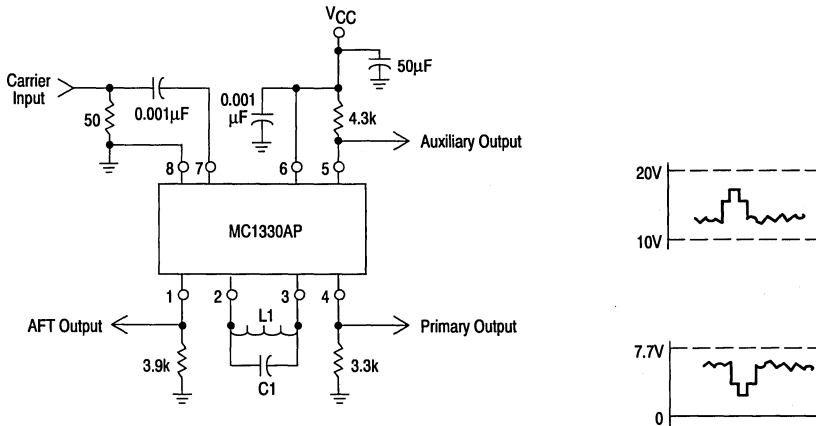 VCC
50µF
Carrier
Input
0.001µF
50
0.001
µF
4.3k
Auxiliary Output
8
7
6
5
MC1330AP
1
2
3
4
AFT Output
L1
Primary Output
3.9k
C1
3.3k
20V
10V
7.7V
0